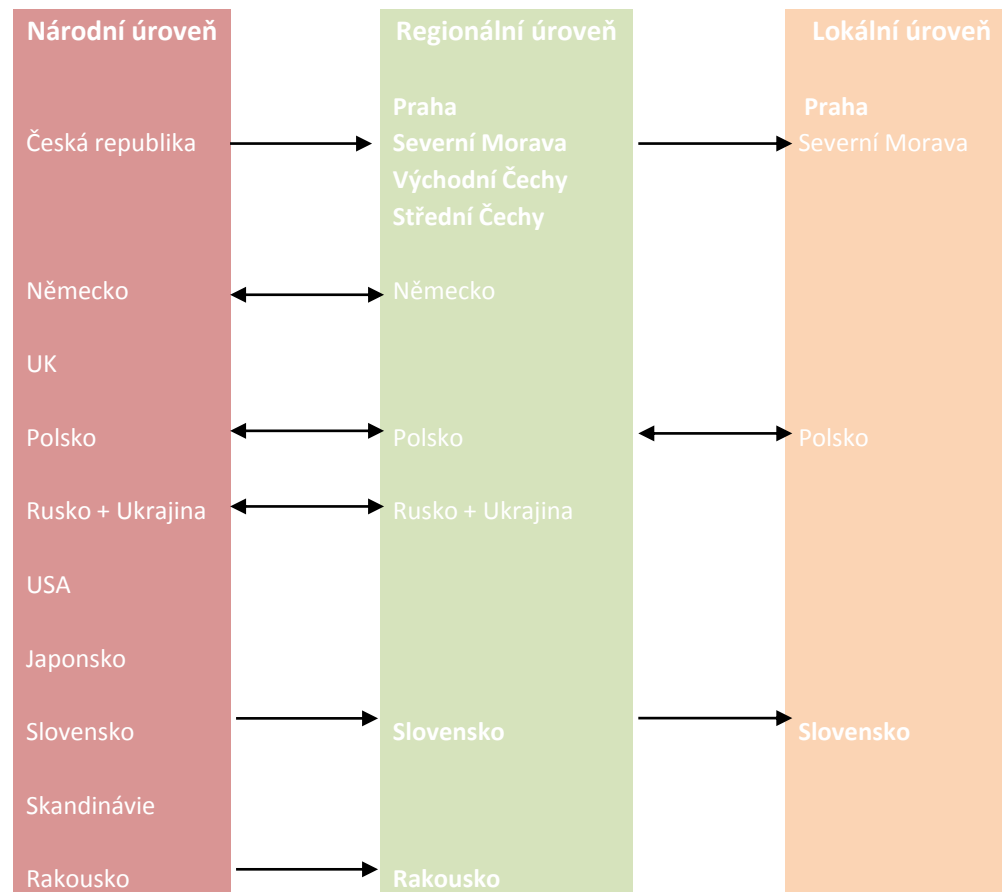 Národní úroveň
Regionální úroveň
Lokální úroveň
Praha
Praha
Česká republika
Severní Morava
Severní Morava
Východní Čechy
Střední Čechy
Německo
Německo
UK
Polsko
Polsko
Polsko
Rusko + Ukrajina
Rusko + Ukrajina
USA
Japonsko
Slovensko
Slovensko
Slovensko
Skandinávie
Rakousko
Rakousko